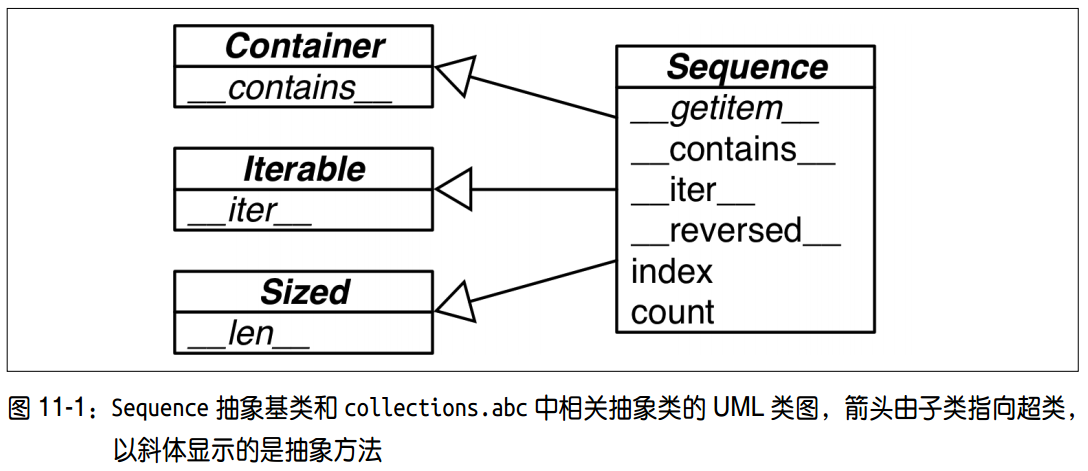 Container
__contains__
Iterable
__iter__
Sized
__len__
Sequence
__getitem__
__contains__
__iter__
__reversed__
index
count
图 11-1：Sequence 抽象基类和 collections.abc 中相关抽象类的 UML 类图，箭头由子类指向超类，
以斜体显示的是抽象方法